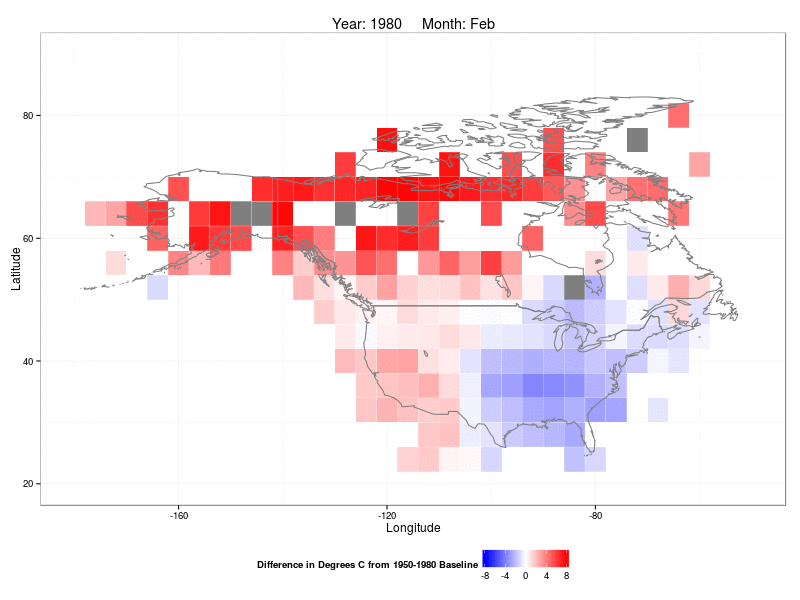 Year: 1980     Month: Feb
80
60
40
20
Latitude
-160
-120
-80
Longitude
Difference in Degrees C from 1950-1980 Baseline
-8 -4 0 4 8